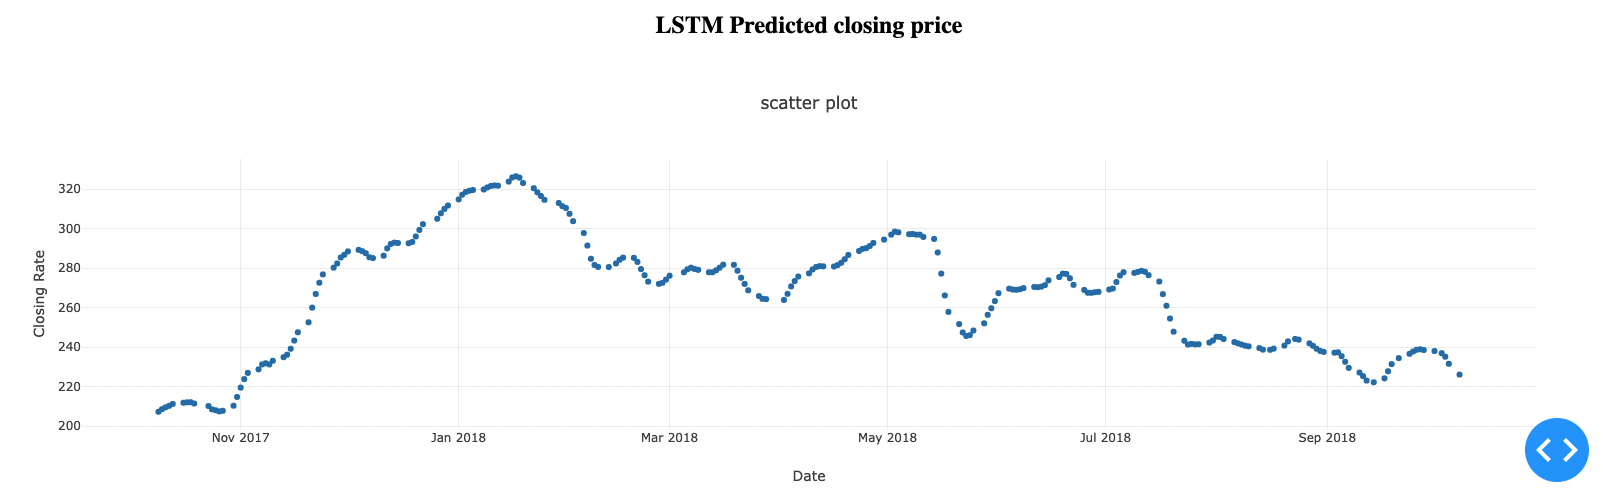 LSTM Predicted closing price
scatter plot
320
300
280
260
240
220
200
Closing Rate
Nov 2017
Jan 2018
Mar 2018
May 2018
Jul 2018
Sep 2018
Date